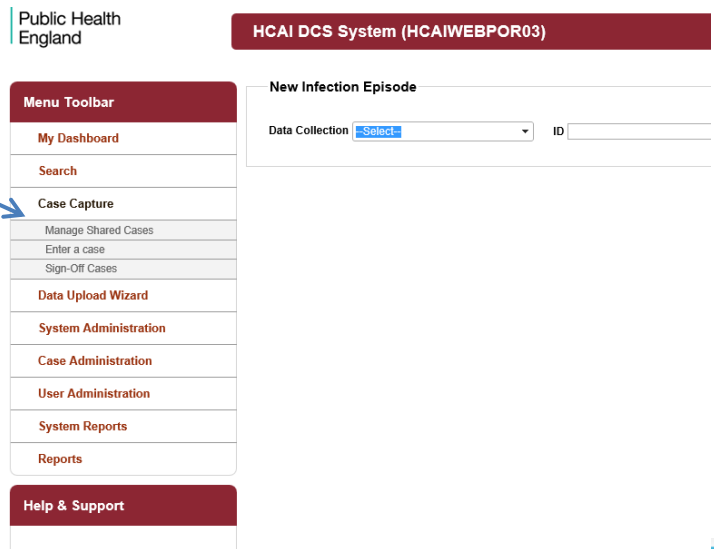 Public Health
England
HCAI DCS System (HCAIWEBPOR03)
Menu Toolbar
My Dashboard
Search
Case Capture
Manage Shared Cases
Enter a case
Sign-Off Cases
Data Upload Wizard
System Administration
Case Administration
User Administration
System Reports
Reports
Help & Support
New Infection Episode
Data Collection --Select-- ID